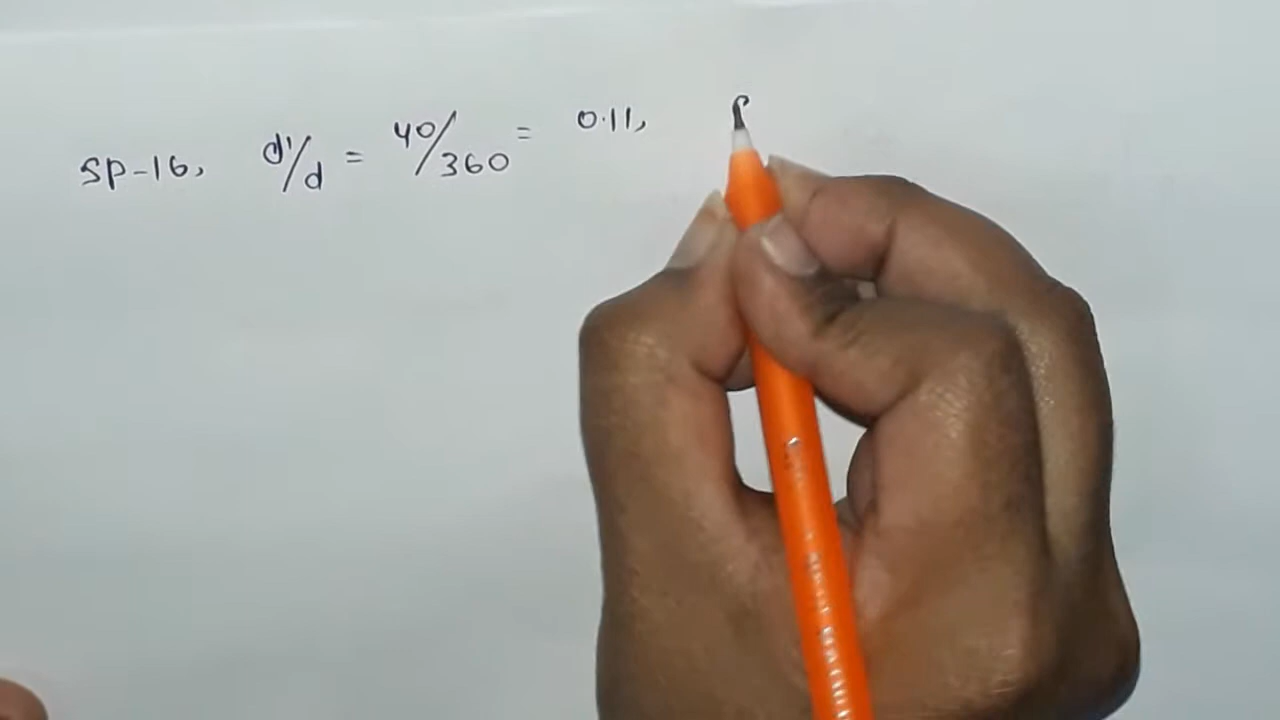 SP-16, d'/d = 40/360 = 0.11, f